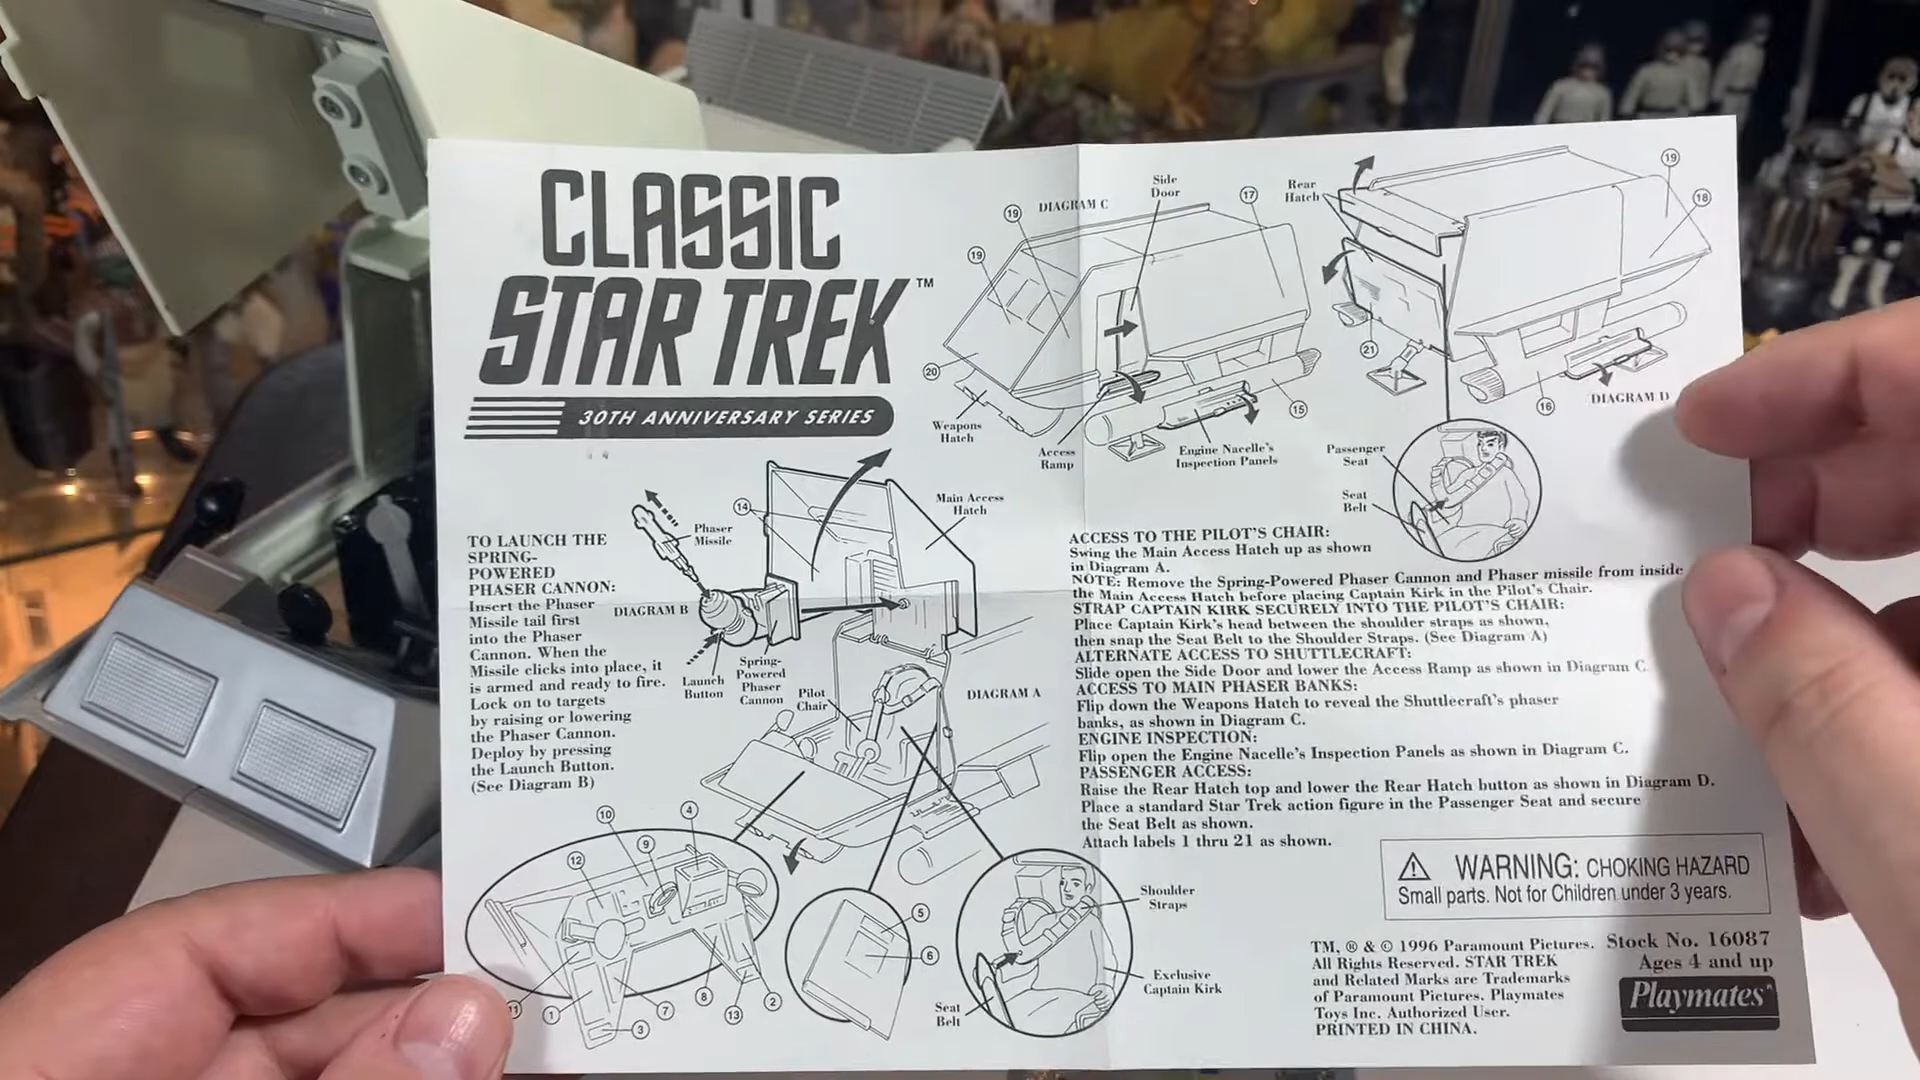 CLASSIC
STAR TREK™
30TH ANNIVERSARY SERIES
TO LAUNCH THE
SPRING-
POWERED
PHASER CANNON:
Insert the Phaser
Missile tail first
into the Phaser
Cannon. When the
Missile clicks into place, it
is armed and ready to fire.
Lock on to targets
by raising or lowering
the Phaser Cannon.
Deploy by pressing
the Launch Button.
(See Diagram B)
Phaser
Missile
DIAGRAM B
Launch
Button
Spring-
Powered
Phaser
Cannon
14
Main Access
Hatch
Pilot
Chair
DIAGRAM A
10
4
9
12
11
1
3
7
8
13
2
5
6
Shoulder
Straps
Seat
Belt
Exclusive
Captain Kirk
DIAGRAM C
Side
Door
17
19
19
20
Weapons
Hatch
Access
Ramp
Engine Nacelle's
Inspection Panels
15
Rear
Hatch
19
18
21
16
DIAGRAM D
Passenger
Seat
Seat
Belt
ACCESS TO THE PILOT'S CHAIR:
Swing the Main Access Hatch up as shown
in Diagram A.
NOTE: Remove the Spring-Powered Phaser Cannon and Phaser missile from inside
the Main Access Hatch before placing Captain Kirk in the Pilot's Chair.
STRAP CAPTAIN KIRK SECURELY INTO THE PILOT'S CHAIR:
Place Captain Kirk's head between the shoulder straps as shown,
then snap the Seat Belt to the Shoulder Straps. (See Diagram A)
ALTERNATE ACCESS TO SHUTTLECRAFT:
Slide open the Side Door and lower the Access Ramp as shown in Diagram C.
ACCESS TO MAIN PHASER BANKS:
Flip down the Weapons Hatch to reveal the Shuttlecraft's phaser
banks, as shown in Diagram C.
ENGINE INSPECTION:
Flip open the Engine Nacelle's Inspection Panels as shown in Diagram C.
PASSENGER ACCESS:
Raise the Rear Hatch top and lower the Rear Hatch button as shown in Diagram D.
Place a standard Star Trek action figure in the Passenger Seat and secure
the Seat Belt as shown.
Attach labels 1 thru 21 as shown.
WARNING: CHOKING HAZARD
Small parts. Not for Children under 3 years.
TM, ® & © 1996 Paramount Pictures.
All Rights Reserved. STAR TREK
and Related Marks are Trademarks
of Paramount Pictures. Playmates
Toys Inc. Authorized User.
PRINTED IN CHINA.
Stock No. 16087
Ages 4 and up
Playmates®